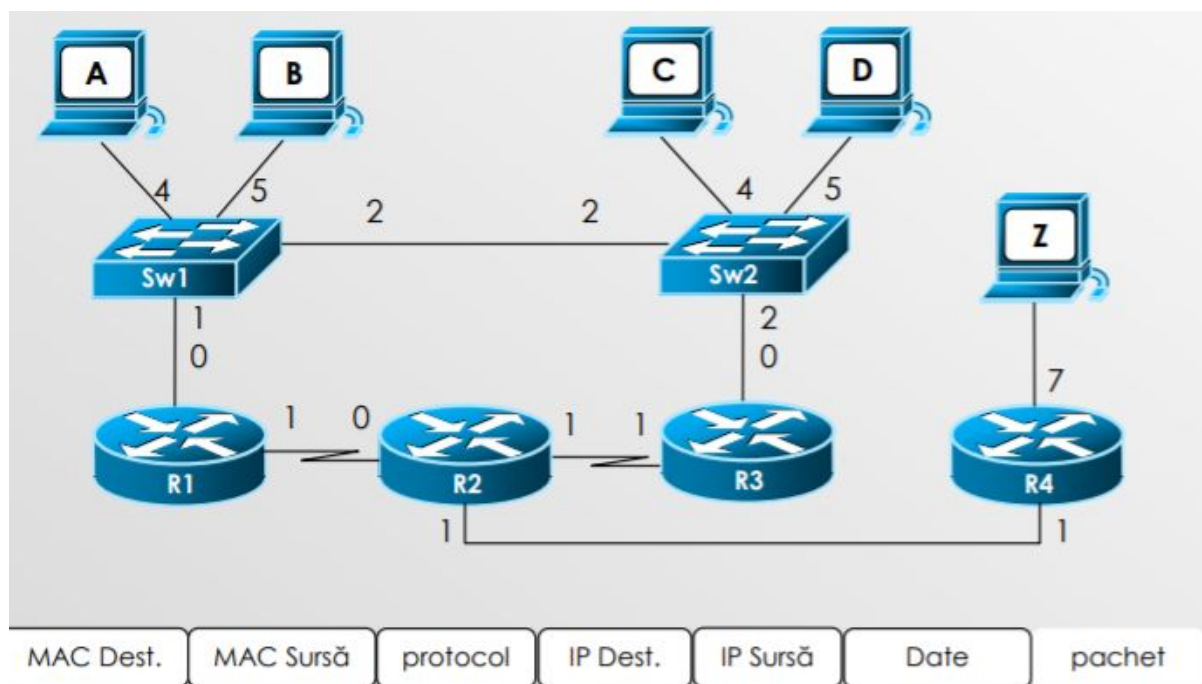 A B C D
4 5 2 2 4 5
Z
Sw1 Sw2
1 2
0 0
7
1 0 1 1
R1 R2 R3 R4
1 1
MAC Dest. MAC Sursă protocol IP Dest. IP Sursă Date pachet